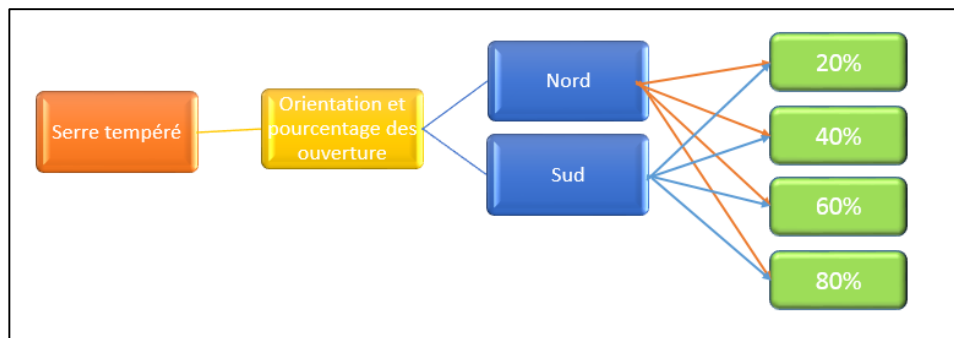 Serre tempéré
Orientation et
pourcentage des
ouverture
Nord
Sud
20%
40%
60%
80%